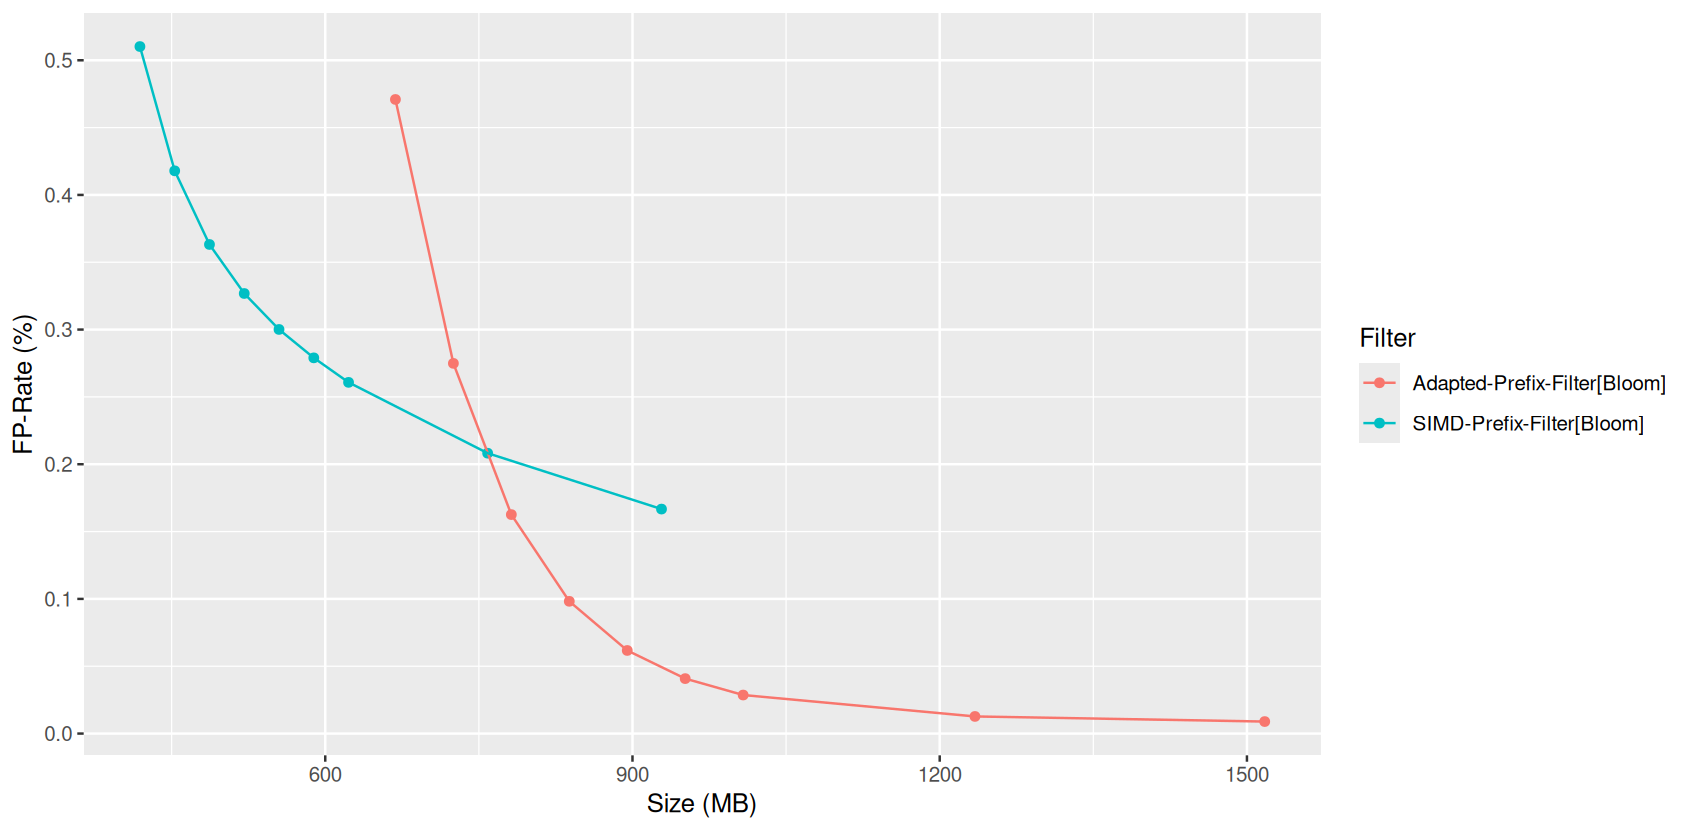 0.5
0.4
0.3
0.2
0.1
0.0
FP-Rate (%)
600 900 1200 1500
Size (MB)
Filter
Adapted-Prefix-Filter[Bloom]
SIMD-Prefix-Filter[Bloom]